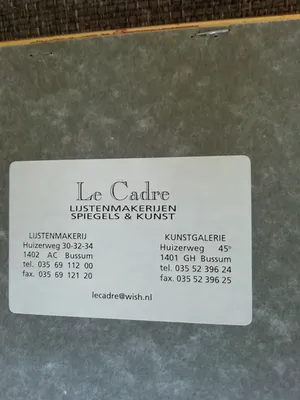 Le Cadre
LIJSTENMAKERIJEN
SPIEGELS & KUNST
LIJSTENMAKERIJ
Huizerweg 30-32-34
1402 AC Bussum
tel. 035 69 112 00
fax. 035 69 121 20
KUNSTGALERIE
Huizerweg 45ᵇ
1401 GH Bussum
tel. 035 52 396 24
fax. 035 52 396 25
lecadre@wish.nl